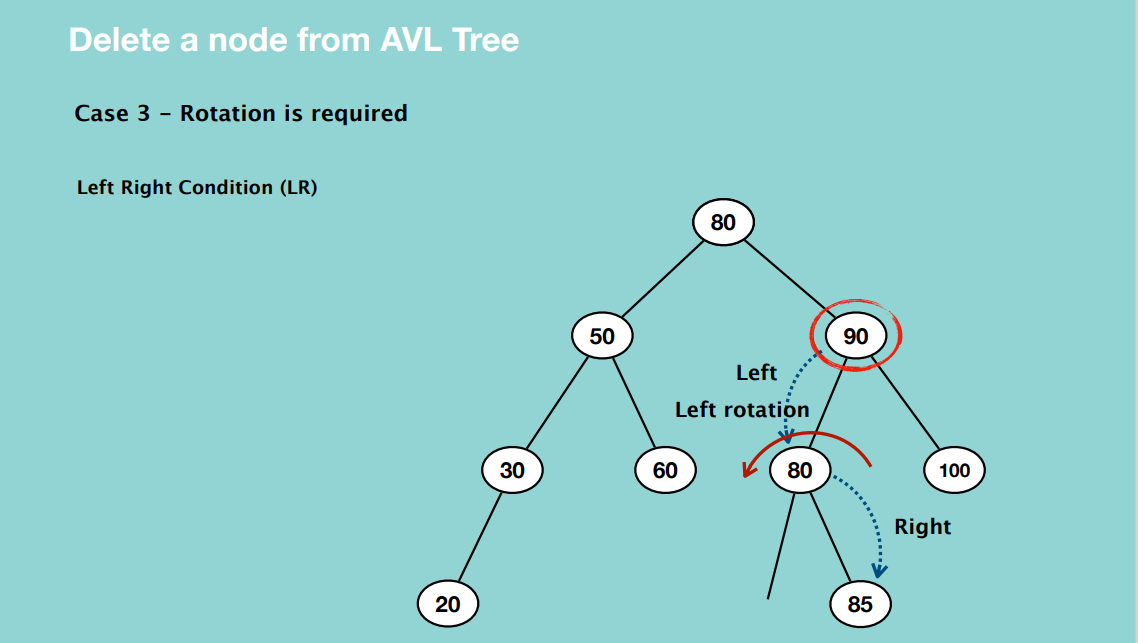 Delete a node from AVL Tree
Case 3 – Rotation is required
Left Right Condition (LR)
80
50
90
Left
Left rotation
30
60
80
100
Right
20
85